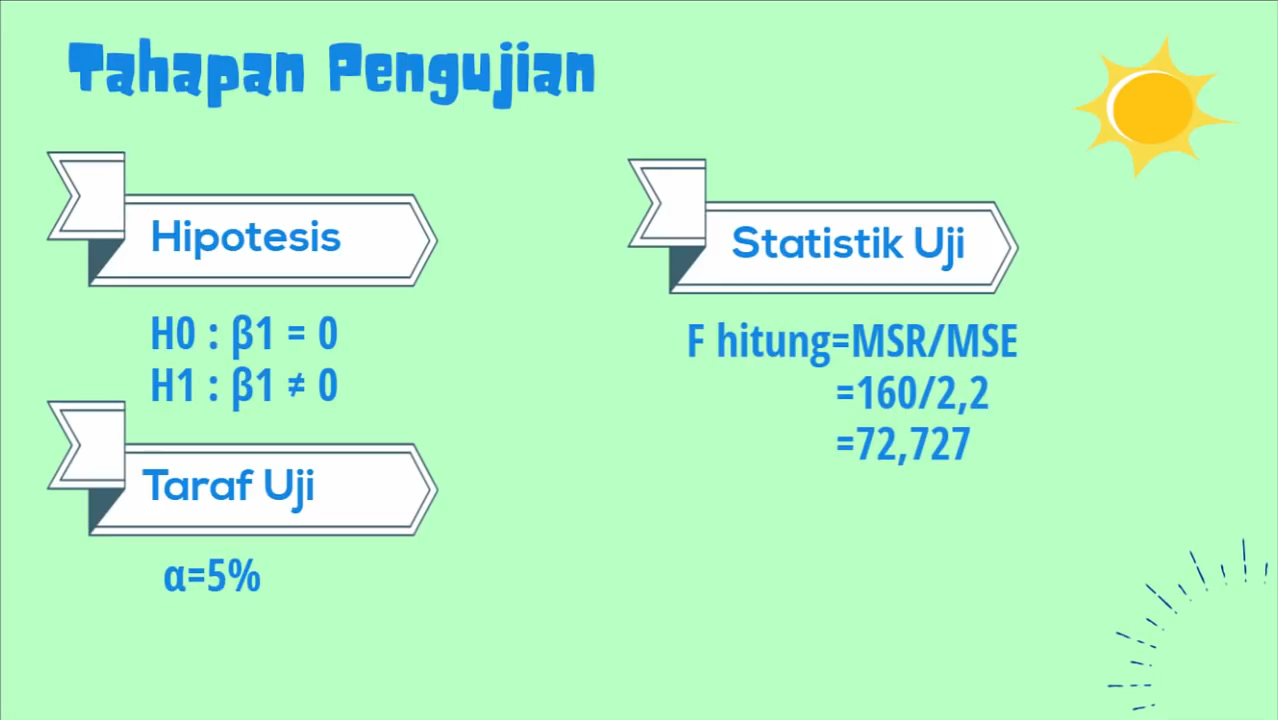 Tahapan Pengujian
Hipotesis
H0 : β1 = 0
H1 : β1 ≠ 0
Taraf Uji
α=5%
Statistik Uji
F hitung=MSR/MSE
=160/2,2
=72,727